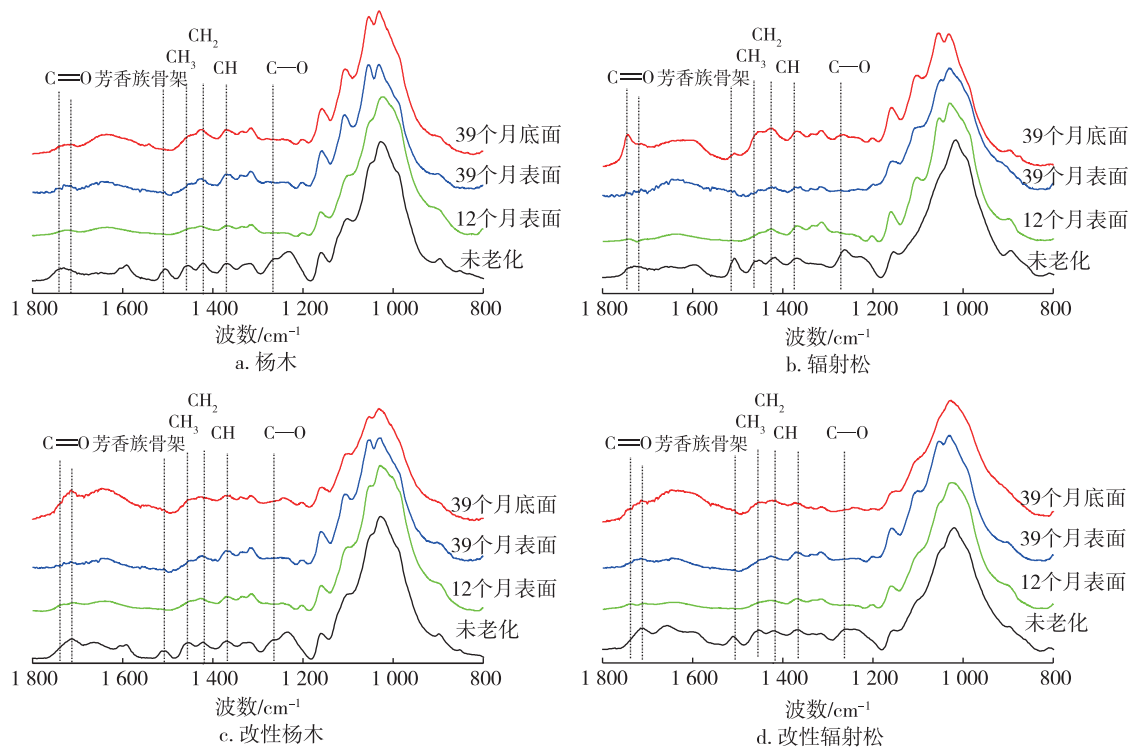 CH₂
CH₃
CH
C—O
C=O 芳香族骨架
39个月底面
39个月表面
12个月表面
未老化
1 800 1 600 1 400 1 200 1 000 800
波数/cm⁻¹
a. 杨木
CH₂
CH₃
CH
C—O
C=O 芳香族骨架
39个月底面
39个月表面
12个月表面
未老化
1 800 1 600 1 400 1 200 1 000 800
波数/cm⁻¹
b. 辐射松
CH₂
CH₃
CH
C—O
C=O 芳香族骨架
39个月底面
39个月表面
12个月表面
未老化
1 800 1 600 1 400 1 200 1 000 800
波数/cm⁻¹
c. 改性杨木
CH₂
CH₃
CH
C—O
C=O 芳香族骨架
39个月底面
39个月表面
12个月表面
未老化
1 800 1 600 1 400 1 200 1 000 800
波数/cm⁻¹
d. 改性辐射松